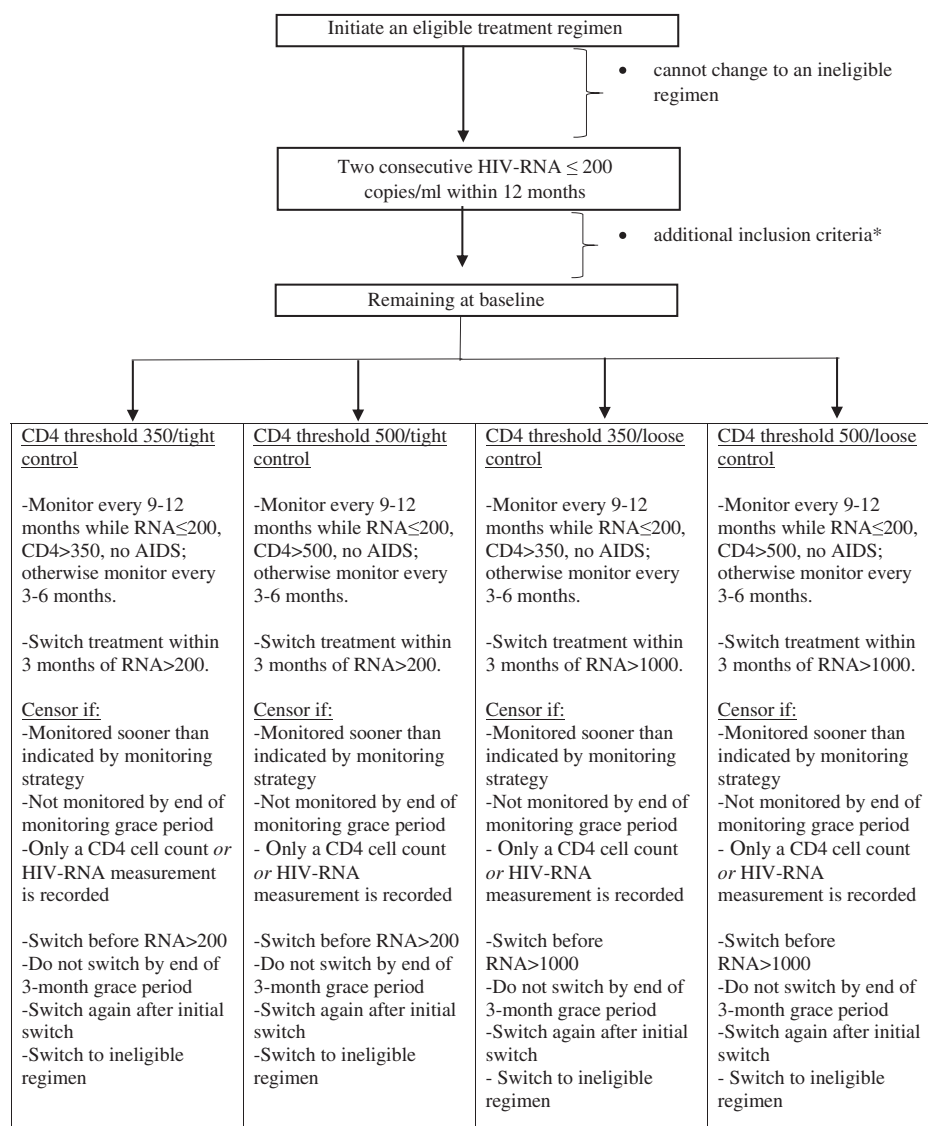 Initiate an eligible treatment regimen
• cannot change to an ineligible
regimen
Two consecutive HIV-RNA ≤ 200
copies/ml within 12 months
• additional inclusion criteria*
Remaining at baseline
CD4 threshold 350/tight
control
-Monitor every 9-12
months while RNA≤200,
CD4>350, no AIDS;
otherwise monitor every
3-6 months.
-Switch treatment within
3 months of RNA>200.
Censor if:
-Monitored sooner than
indicated by monitoring
strategy
-Not monitored by end of
monitoring grace period
-Only a CD4 cell count or
HIV-RNA measurement
is recorded
-Switch before RNA>200
-Do not switch by end of
3-month grace period
-Switch again after initial
switch
-Switch to ineligible
regimen
CD4 threshold 500/tight
control
-Monitor every 9-12
months while RNA≤200,
CD4>500, no AIDS;
otherwise monitor every
3-6 months.
-Switch treatment within
3 months of RNA>200.
Censor if:
-Monitored sooner than
indicated by monitoring
strategy
-Not monitored by end of
monitoring grace period
- Only a CD4 cell count
or HIV-RNA
measurement is recorded
-Switch before RNA>200
-Do not switch by end of
3-month grace period
-Switch again after initial
switch
-Switch to ineligible
regimen
CD4 threshold 350/loose
control
-Monitor every 9-12
months while RNA≤200,
CD4>350, no AIDS;
otherwise monitor every
3-6 months.
-Switch treatment within
3 months of RNA>1000.
Censor if:
-Monitored sooner than
indicated by monitoring
strategy
-Not monitored by end of
monitoring grace period
- Only a CD4 cell count
or HIV-RNA
measurement is recorded
-Switch before
RNA>1000
-Do not switch by end of
3-month grace period
-Switch again after initial
switch
- Switch to ineligible
regimen
CD4 threshold 500/loose
control
-Monitor every 9-12
months while RNA≤200,
CD4>500, no AIDS;
otherwise monitor every
3-6 months.
-Switch treatment within
3 months of RNA>1000.
Censor if:
-Monitored sooner than
indicated by monitoring
strategy
-Not monitored by end of
monitoring grace period
- Only a CD4 cell count
or HIV-RNA
measurement is recorded
-Switch before
RNA>1000
-Do not switch by end of
3-month grace period
-Switch again after initial
switch
- Switch to ineligible
regimen